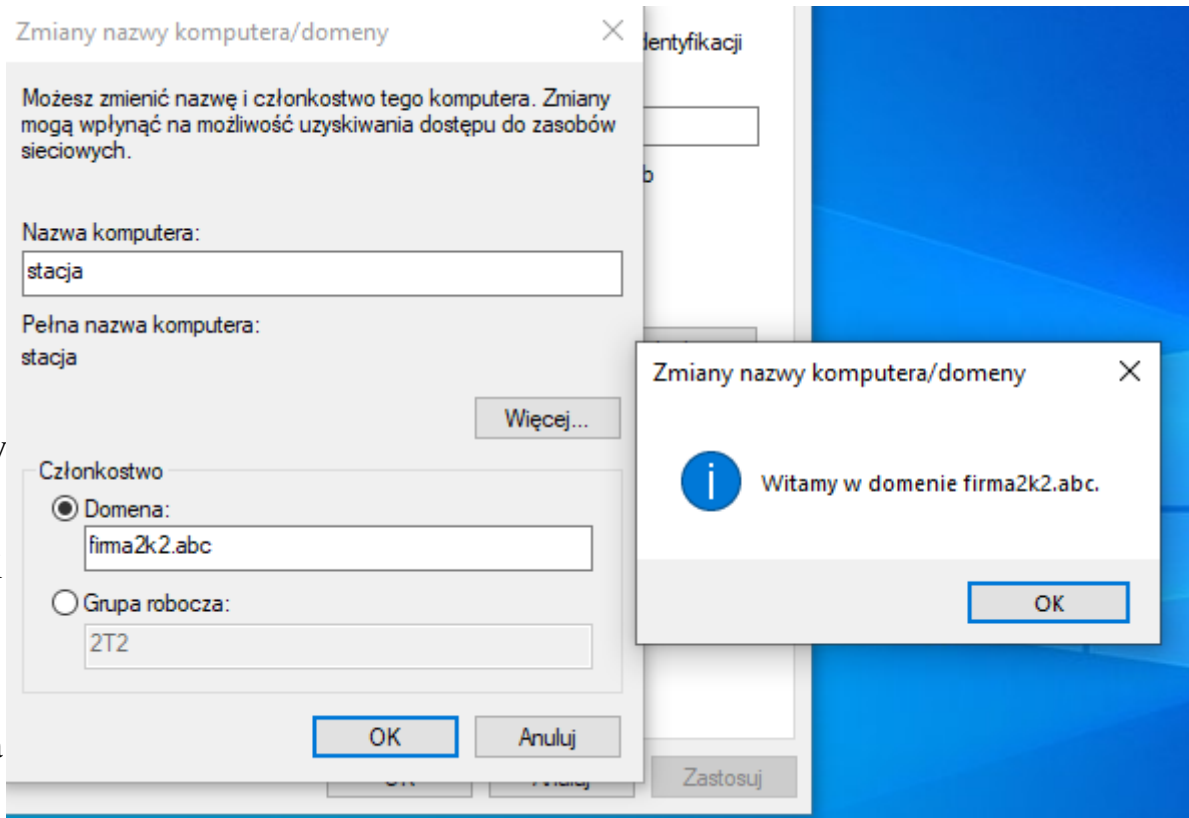 Zmiany nazwy komputera/domeny
dentyfikacji
Możesz zmienić nazwę i członkostwo tego komputera. Zmiany
mogą wpłynąć na możliwość uzyskiwania dostępu do zasobów
sieciowych.
b
Nazwa komputera:
stacja
Pełna nazwa komputera:
stacja
Więcej...
Członkostwo
Domena:
firma2k2.abc
Grupa robocza:
2T2
OK
Anuluj
Zmiany nazwy komputera/domeny
Witamy w domenie firma2k2.abc.
OK
Zastosuj